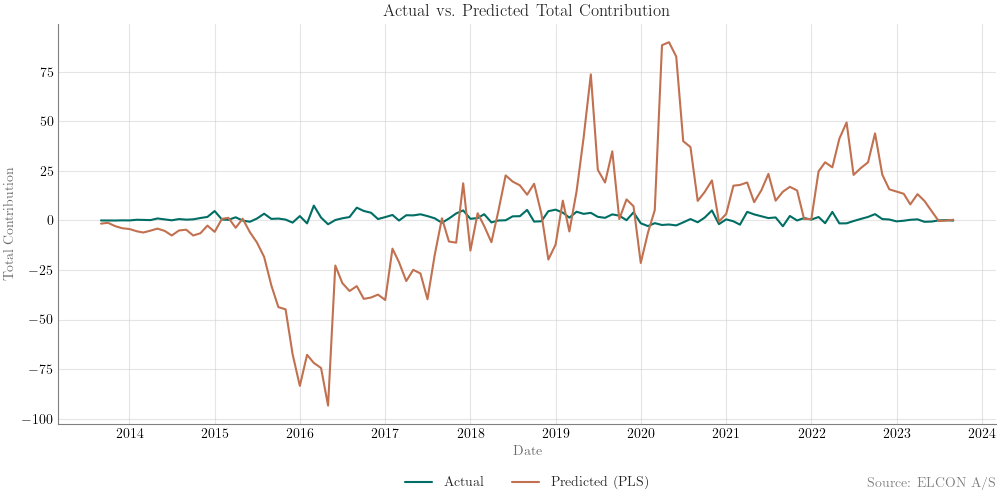 Actual vs. Predicted Total Contribution
Total Contribution
75
50
25
0
−25
−50
−75
−100
2014 2015 2016 2017 2018 2019 2020 2021 2022 2023 2024
Date
Actual Predicted (PLS)
Source: ELCON A/S